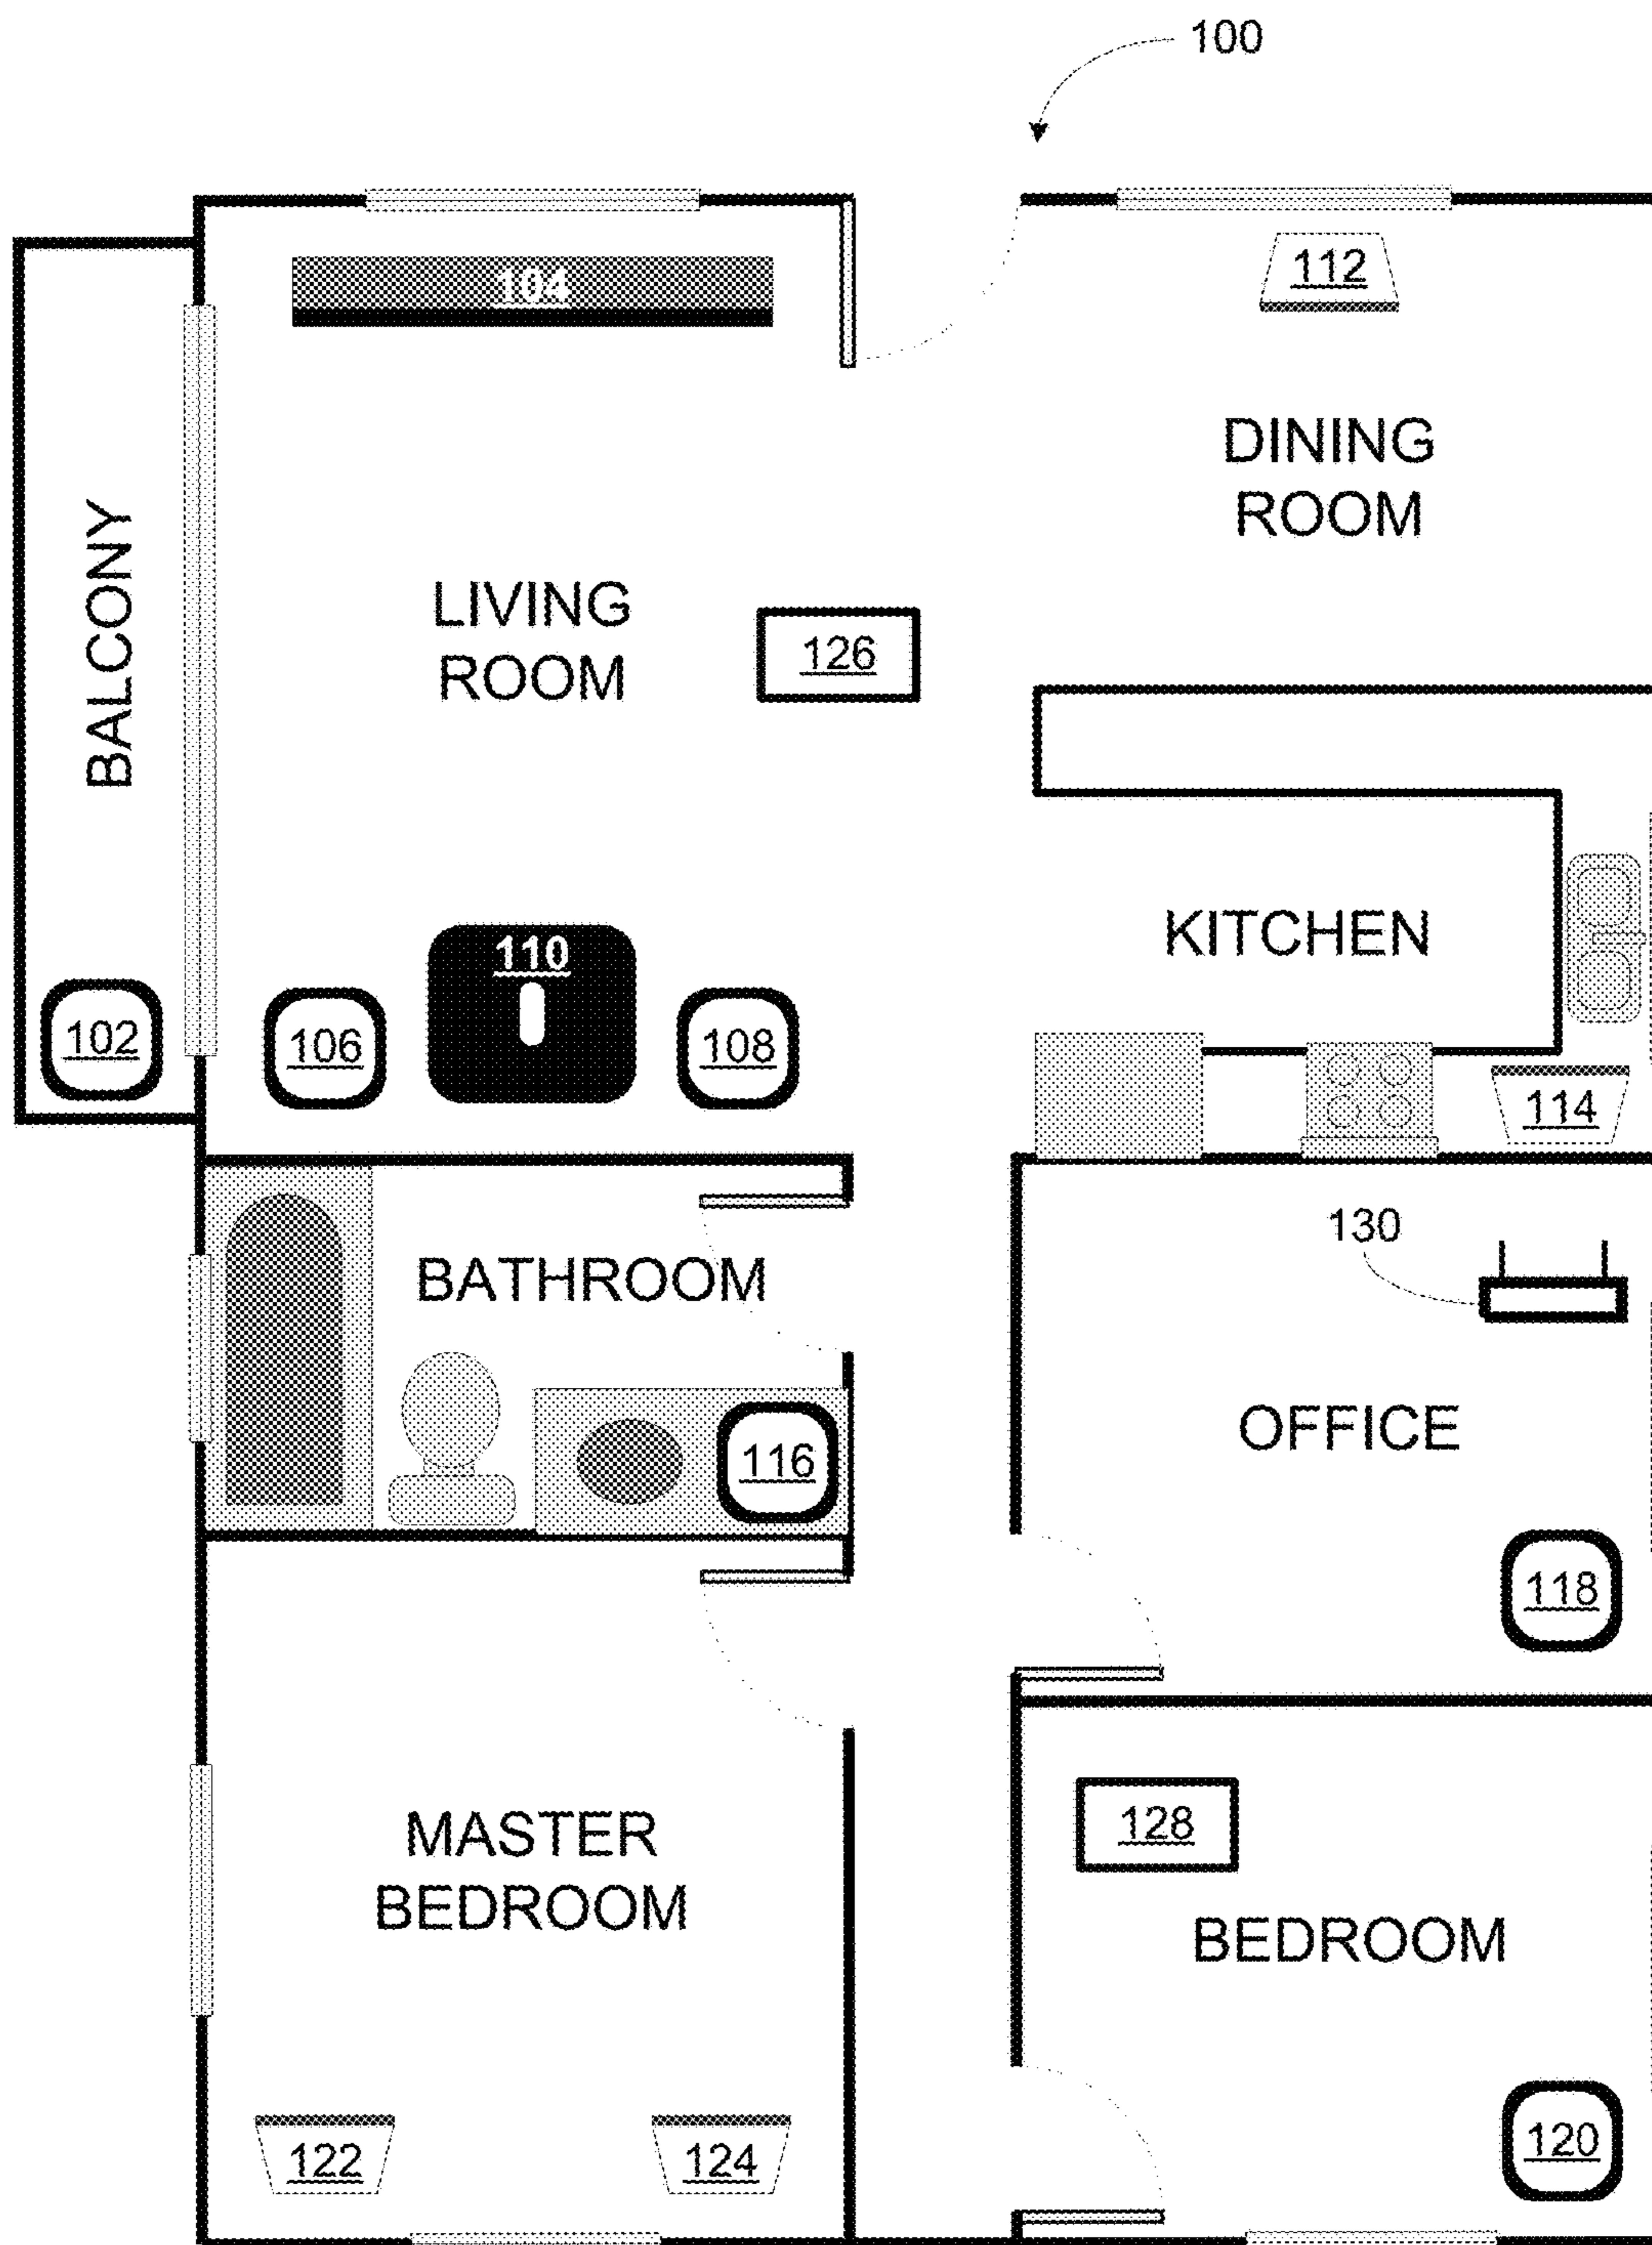 100
104
112
DINING
ROOM
BALCONY
LIVING
ROOM
126
KITCHEN
110
102
106
108
114
130
BATHROOM
OFFICE
116
118
128
MASTER
BEDROOM
BEDROOM
122
124
120